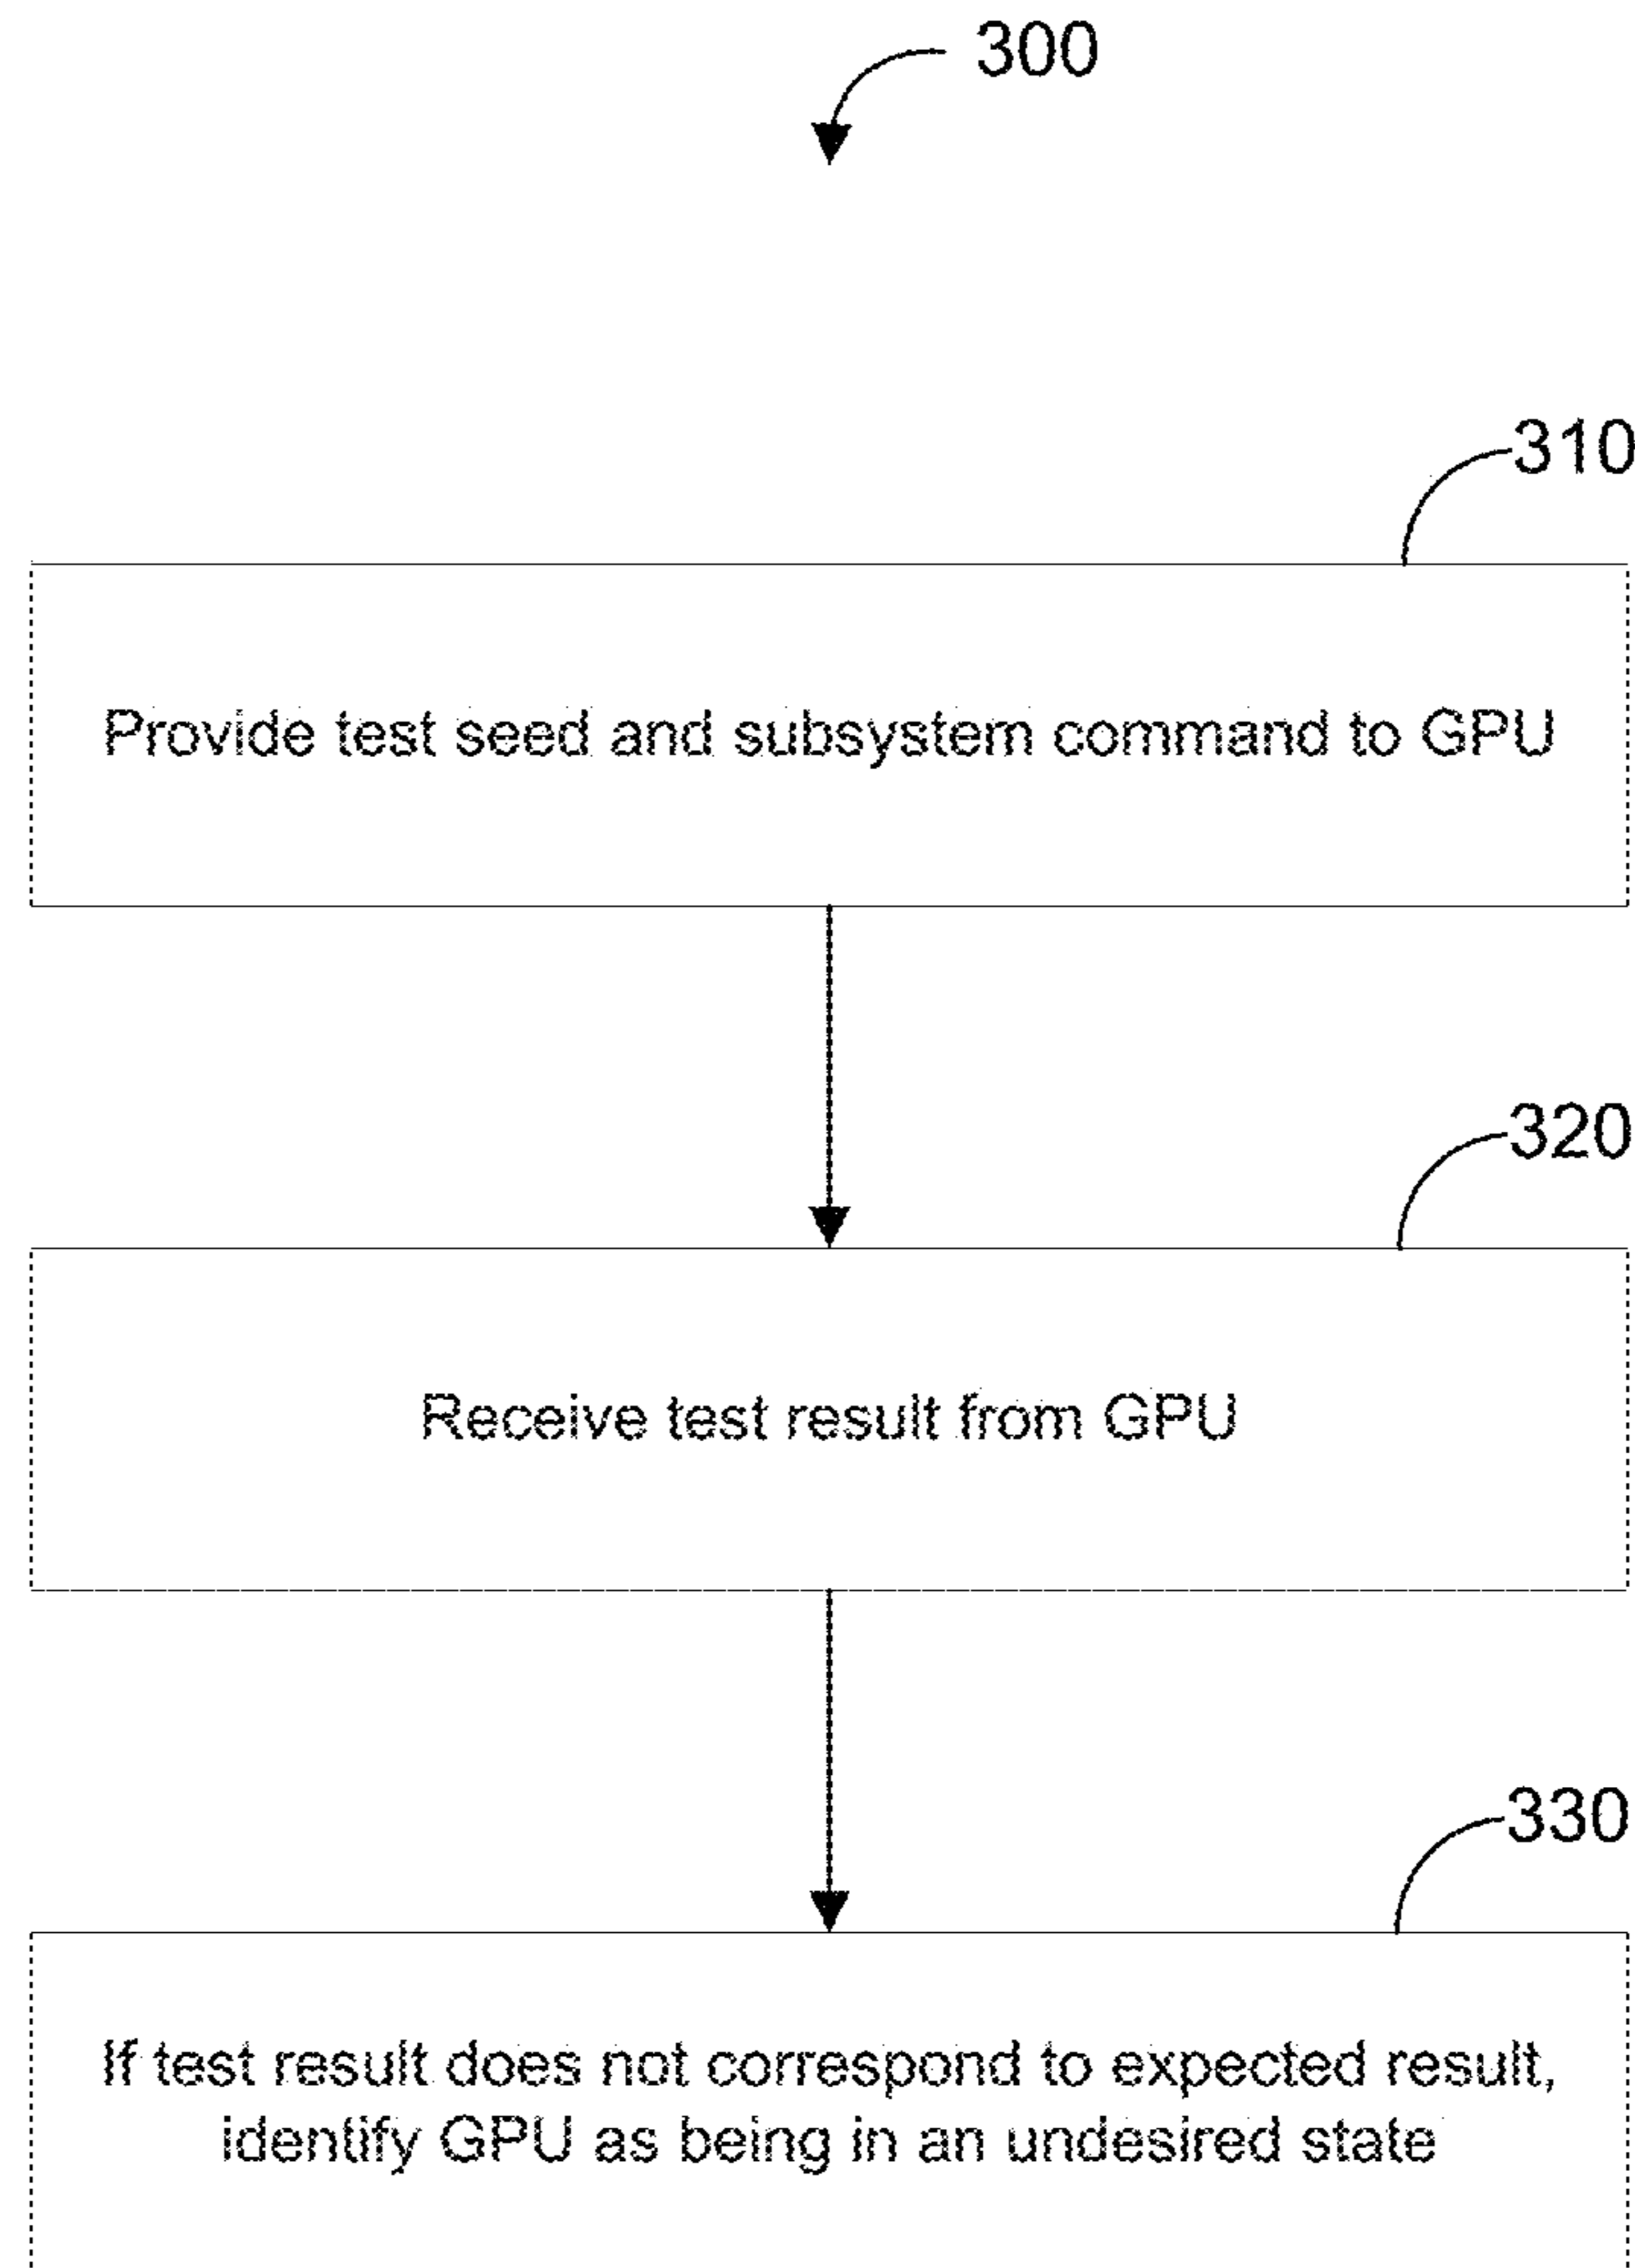 300
310
Provide test seed and subsystem command to GPU
320
Receive test result from GPU
330
If test result does not correspond to expected result,
identify GPU as being in an undesired state